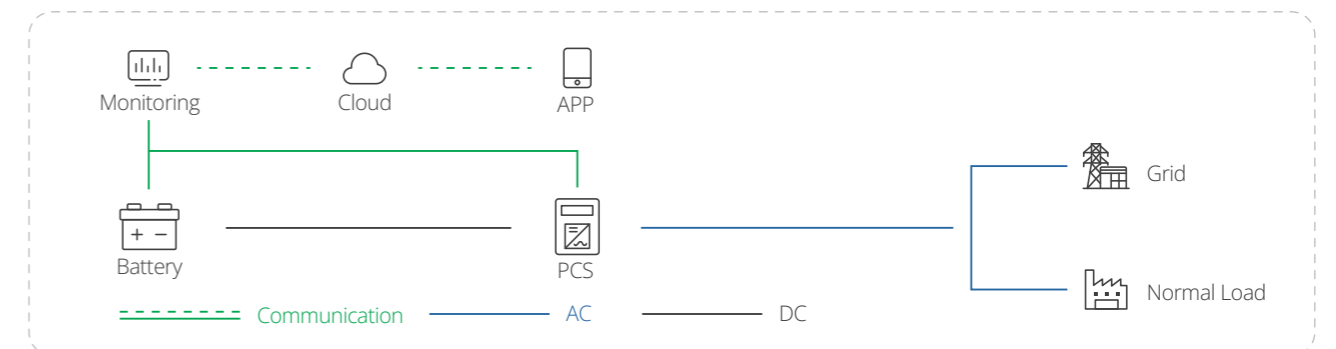 Monitoring
Cloud
APP
Grid
Battery
PCS
Normal Load
Communication
AC
DC